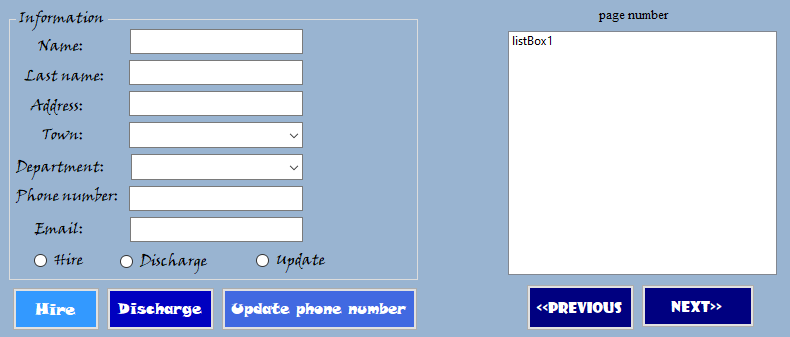 Information
Name:
Last name:
Address:
Town:
Department:
Phone number:
Email:
Hire Discharge Update
Hire Discharge Update phone number
page number
listBox1
<<PREVIOUS NEXT>>